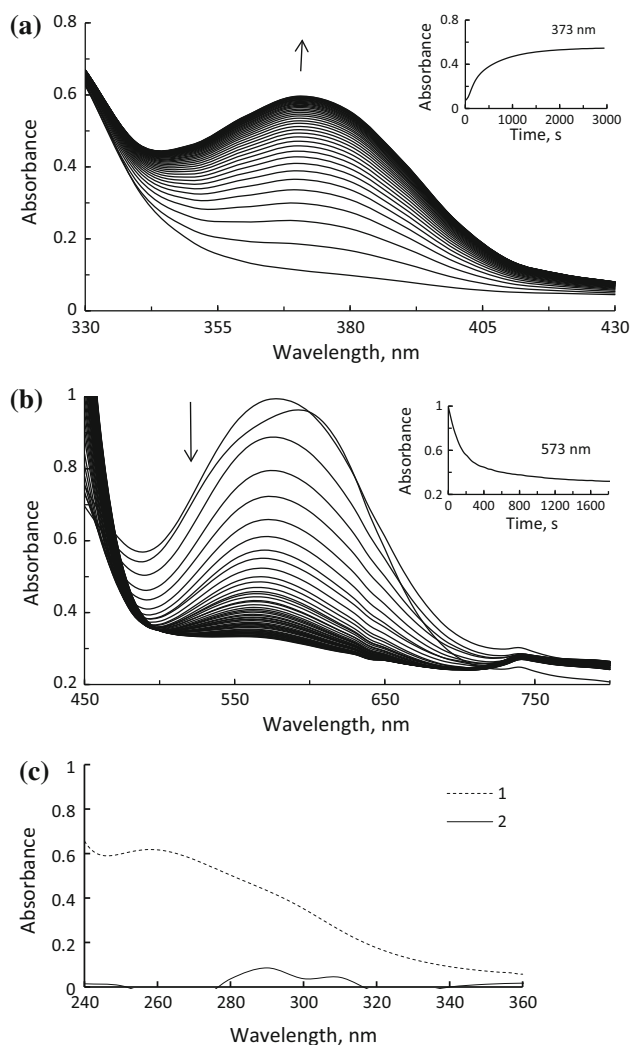 (a)
0.8
0.6
0.4
0.2
0
Absorbance
330 355 380 405 430
Wavelength, nm
0.8
0.4
0
Absorbance
373 nm
0 1000 2000 3000
Time, s
(b)
1
0.8
0.6
0.4
0.2
Absorbance
450 550 650 750
Wavelength, nm
1
0.8
0.6
0.4
0.2
Absorbance
573 nm
0 400 800 1200 1600
Time, s
(c)
1
0.8
0.6
0.4
0.2
0
Absorbance
1
2
240 260 280 300 320 340 360
Wavelength, nm